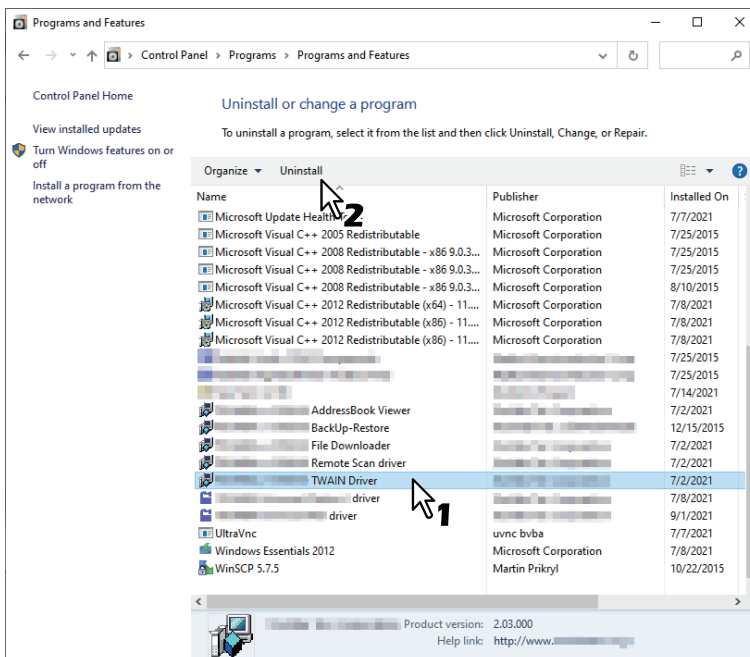 Programs and Features
Control Panel > Programs > Programs and Features
Control Panel Home
View installed updates
Turn Windows features on or
off
Install a program from the
network
Uninstall or change a program
To uninstall a program, select it from the list and then click Uninstall, Change, or Repair.
Organize Uninstall
2
Name Publisher Installed On
Microsoft Update Health Microsoft Corporation 7/7/2021
Microsoft Visual C++ 2005 Redistributable Microsoft Corporation 7/25/2015
Microsoft Visual C++ 2008 Redistributable - x86 9.0.3... Microsoft Corporation 7/25/2015
Microsoft Visual C++ 2008 Redistributable - x86 9.0.3... Microsoft Corporation 7/25/2015
Microsoft Visual C++ 2008 Redistributable - x86 9.0.3... Microsoft Corporation 8/10/2015
Microsoft Visual C++ 2012 Redistributable (x64) - 11.... Microsoft Corporation 7/8/2021
Microsoft Visual C++ 2012 Redistributable (x86) - 11.... Microsoft Corporation 7/8/2021
Microsoft Visual C++ 2012 Redistributable (x86) - 11.... Microsoft Corporation 7/8/2021
7/25/2015
7/25/2015
7/14/2021
AddressBook Viewer 7/2/2021
BackUp-Restore 12/15/2015
File Downloader 7/2/2021
Remote Scan driver 7/2/2021
TWAIN Driver 7/2/2021
1
driver 7/8/2021
driver 9/1/2021
UltraVnc uvnc bvba 7/7/2021
Windows Essentials 2012 Microsoft Corporation 7/8/2021
WinSCP 5.7.5 Martin Prikryl 10/22/2015
Product version: 2.03.000
Help link: http://www.